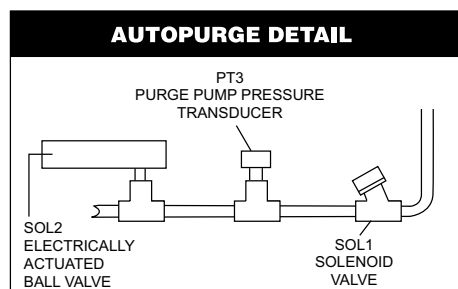 AUTOPURGE DETAIL
PT3
PURGE PUMP PRESSURE
TRANSDUCER
SOL2
ELECTRICALLY
ACTUATED
BALL VALVE
SOL1
SOLENOID
VALVE